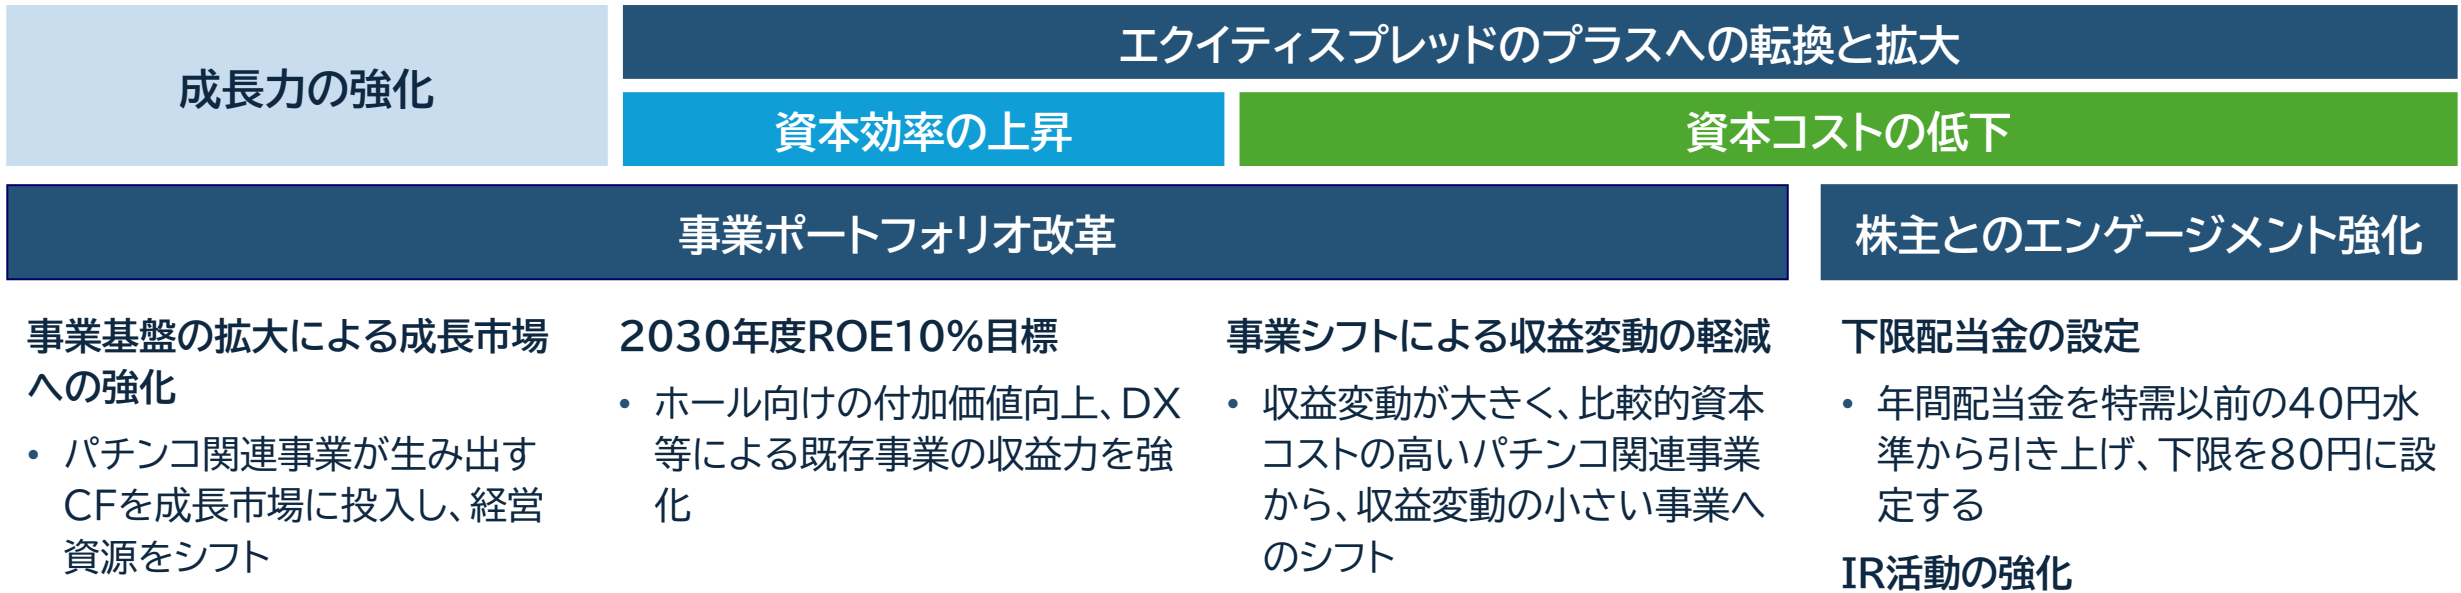 成長力の強化
エクイティスプレッドのプラスへの転換と拡大
資本効率の上昇
資本コストの低下
事業ポートフォリオ改革
株主とのエンゲージメント強化
事業基盤の拡大による成長市場
への強化
• パチンコ関連事業が生み出す
CFを成長市場に投入し、経営
資源をシフト
2030年度ROE10%目標
• ホール向けの付加価値向上、DX
等による既存事業の収益力を強
化
事業シフトによる収益変動の軽減
• 収益変動が大きく、比較的資本
コストの高いパチンコ関連事業
から、収益変動の小さい事業へ
のシフト
下限配当金の設定
• 年間配当金を特需以前の40円水
準から引き上げ、下限を80円に設
定する
IR活動の強化